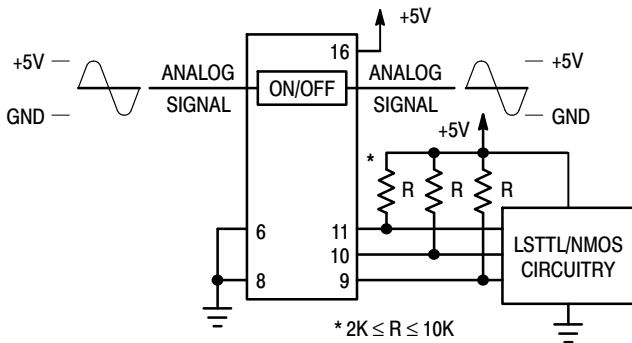 +5V
16
+5V
ANALOG
SIGNAL
ON/OFF
ANALOG
SIGNAL
+5V
GND
GND
+5V
*
R
R
R
6
11
LSTTL/NMOS
CIRCUITRY
10
8
9
* 2K ≤ R ≤ 10K